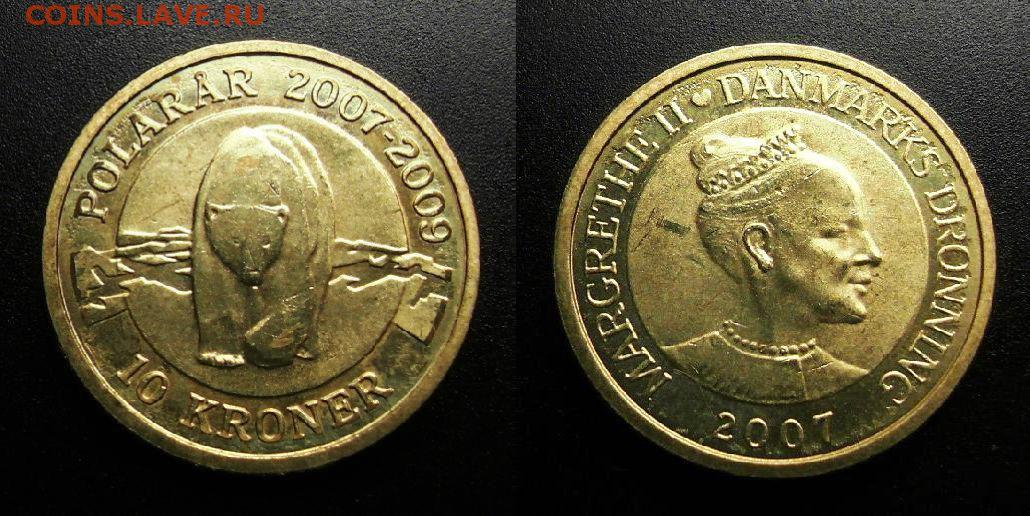 COINS.LAVE.RU
POLARÅR 2007-2009
10 KRONER
MARGRETHE II ♥ DANMARKS DRONNING
2007